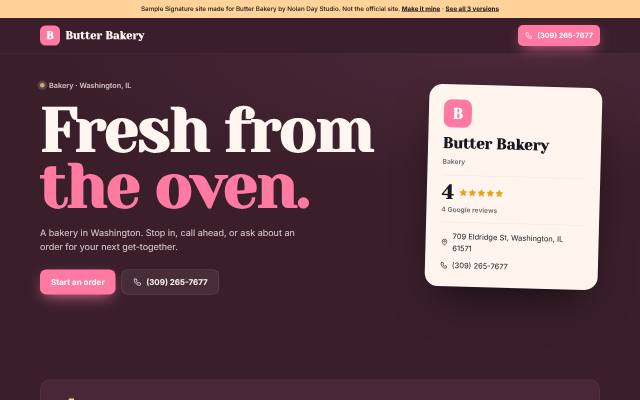 Sample Signature site made for Butter Bakery by Nolan Day Studio. Not the official site. Make it mine · See all 3 versions
B Butter Bakery
(309) 265-7677
Bakery · Washington, IL
Fresh from
the oven.
A bakery in Washington. Stop in, call ahead, or ask about an
order for your next get-together.
Start an order
(309) 265-7677
B
Butter Bakery
Bakery
4
4 Google reviews
709 Eldridge St, Washington, IL
61571
(309) 265-7677